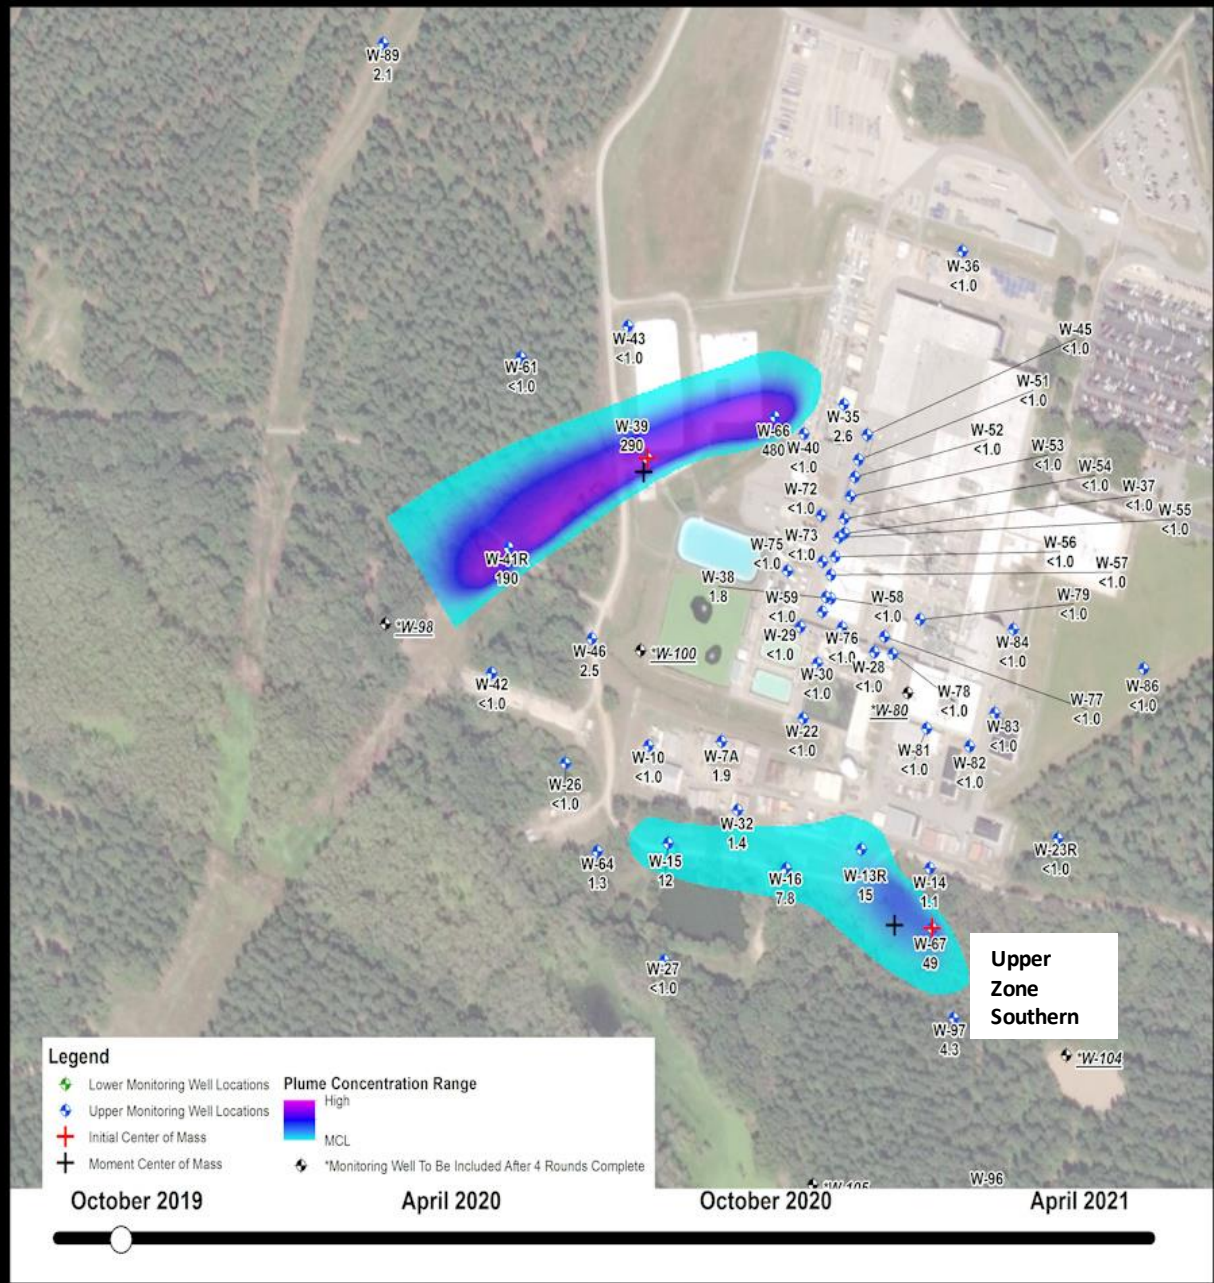 W-89
2.1
W-36
<1.0
W-43
<1.0
W-45
<1.0
W-61
<1.0
W-51
<1.0
W-39
290
W-66
480
W-40
<1.0
W-35
2.6
W-52
<1.0
W-53
<1.0
W-54
<1.0
W-37
<1.0
W-55
<1.0
W-72
<1.0
W-73
<1.0
W-75
<1.0
W-56
<1.0
W-57
<1.0
W-41R
190
W-38
1.8
W-59
<1.0
W-58
<1.0
W-79
<1.0
*W-98
W-46
2.5
*W-100
W-29
<1.0
W-76
<1.0
W-84
<1.0
W-42
<1.0
W-30
<1.0
W-28
<1.0
W-86
<1.0
*W-80
W-78
<1.0
W-77
<1.0
W-22
<1.0
W-83
<1.0
W-10
<1.0
W-7A
1.9
W-81
<1.0
W-82
<1.0
W-26
<1.0
W-32
1.4
W-64
1.3
W-15
12
W-16
7.8
W-13R
15
W-14
1.1
W-23R
<1.0
W-67
49
W-27
<1.0
Upper
Zone
Southern
W-97
4.3
*W-104
*W-105
W-96
Legend
Lower Monitoring Well Locations
Upper Monitoring Well Locations
Initial Center of Mass
Moment Center of Mass
Plume Concentration Range
High
MCL
*Monitoring Well To Be Included After 4 Rounds Complete
October 2019
April 2020
October 2020
April 2021